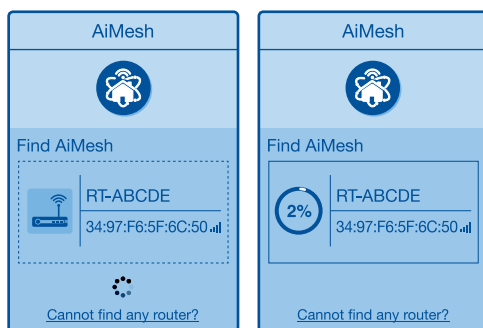 AiMesh
Find AiMesh
RT-ABCDE
34:97:F6:5F:6C:50
Cannot find any router?
AiMesh
Find AiMesh
2%
RT-ABCDE
34:97:F6:5F:6C:50
Cannot find any router?